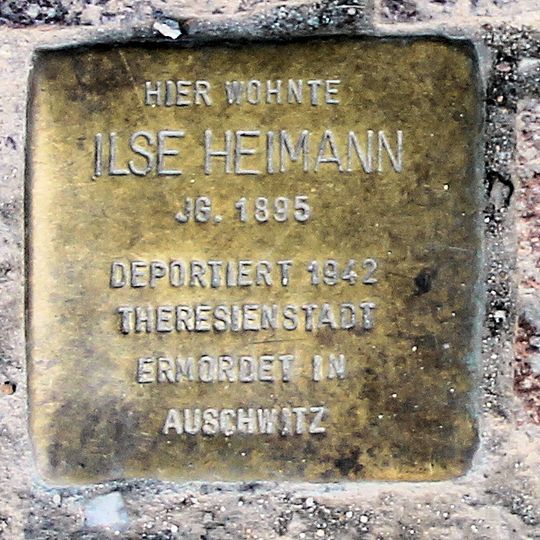 HIER WOHNTE
ILSE HEIMANN
JG. 1895
DEPORTIERT 1942
THERESIENSTADT
ERMORDET IN
AUSCHWITZ